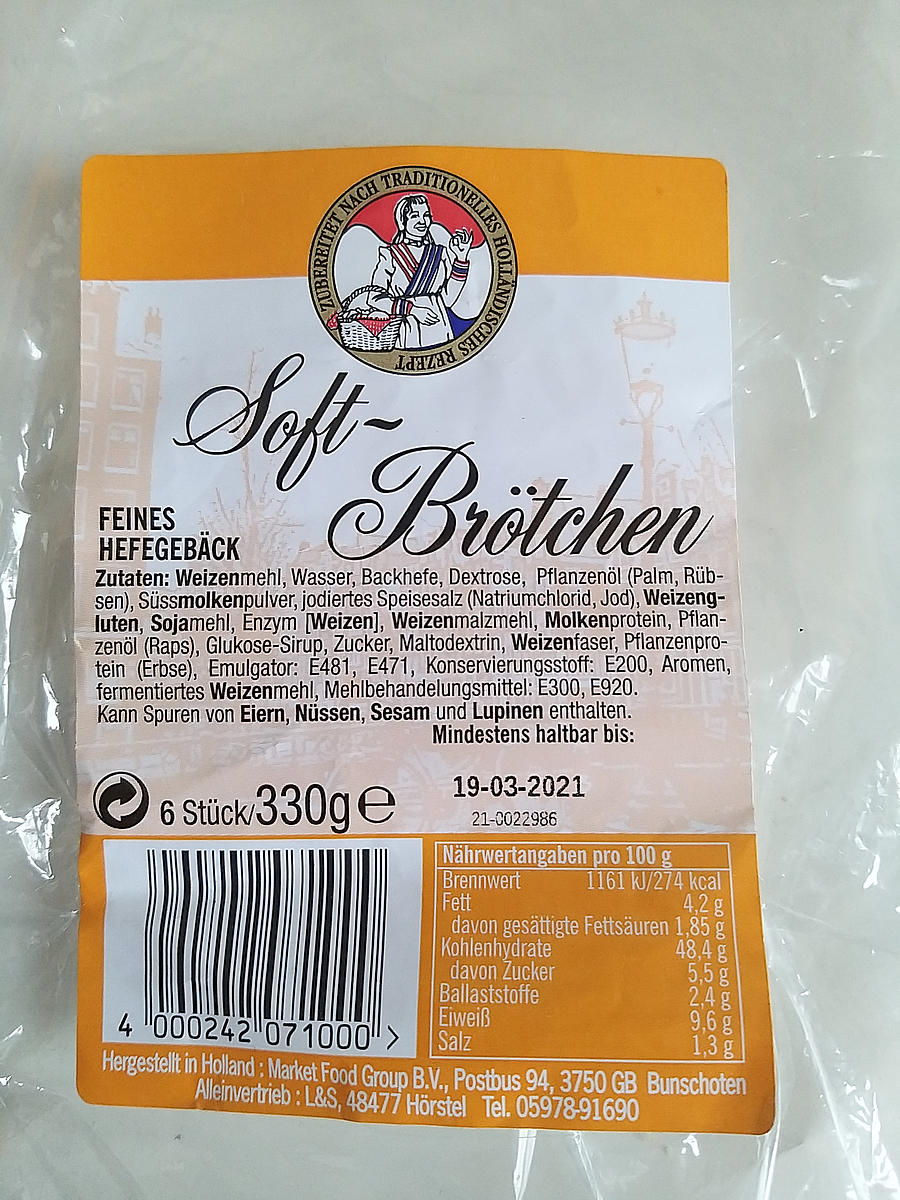 ZUBEREITET NACH TRADITIONELLES HOLLÄNDISCHES REZEPT
Soft-
Brötchen
FEINES
HEFEGEBÄCK
Zutaten: Weizenmehl, Wasser, Backhefe, Dextrose, Pflanzenöl (Palm, Rüb-
sen), Süssmolkenpulver, jodiertes Speisesalz (Natriumchlorid, Jod), Weizeng-
luten, Sojamehl, Enzym [Weizen], Weizenmalzmehl, Molkenprotein, Pflan-
zenöl (Raps), Glukose-Sirup, Zucker, Maltodextrin, Weizenfaser, Pflanzenpro-
tein (Erbse), Emulgator: E481, E471, Konservierungsstoff: E200, Aromen,
fermentiertes Weizenmehl, Mehlbehandelungsmittel: E300, E920.
Kann Spuren von Eiern, Nüssen, Sesam und Lupinen enthalten.
Mindestens haltbar bis:
19-03-2021
21-0022986
6 Stück/330g e
Nährwertangaben pro 100 g
Brennwert 1161 kJ/274 kcal
Fett 4,2 g
davon gesättigte Fettsäuren 1,85 g
Kohlenhydrate 48,4 g
davon Zucker 5,5 g
Ballaststoffe 2,4 g
Eiweiß 9,6 g
Salz 1,3 g
4 000242 071000 >
Hergestellt in Holland : Market Food Group B.V., Postbus 94, 3750 GB Bunschoten
Alleinvertrieb : L&S, 48477 Hörstel Tel. 05978-91690